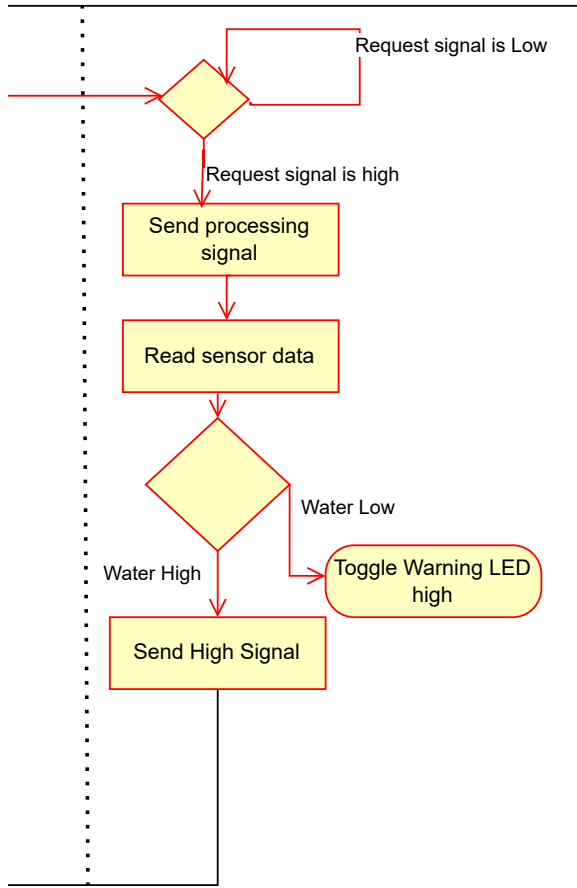 Request signal is Low
Request signal is high
Send processing
signal
Read sensor data
Water Low
Water High
Toggle Warning LED
high
Send High Signal